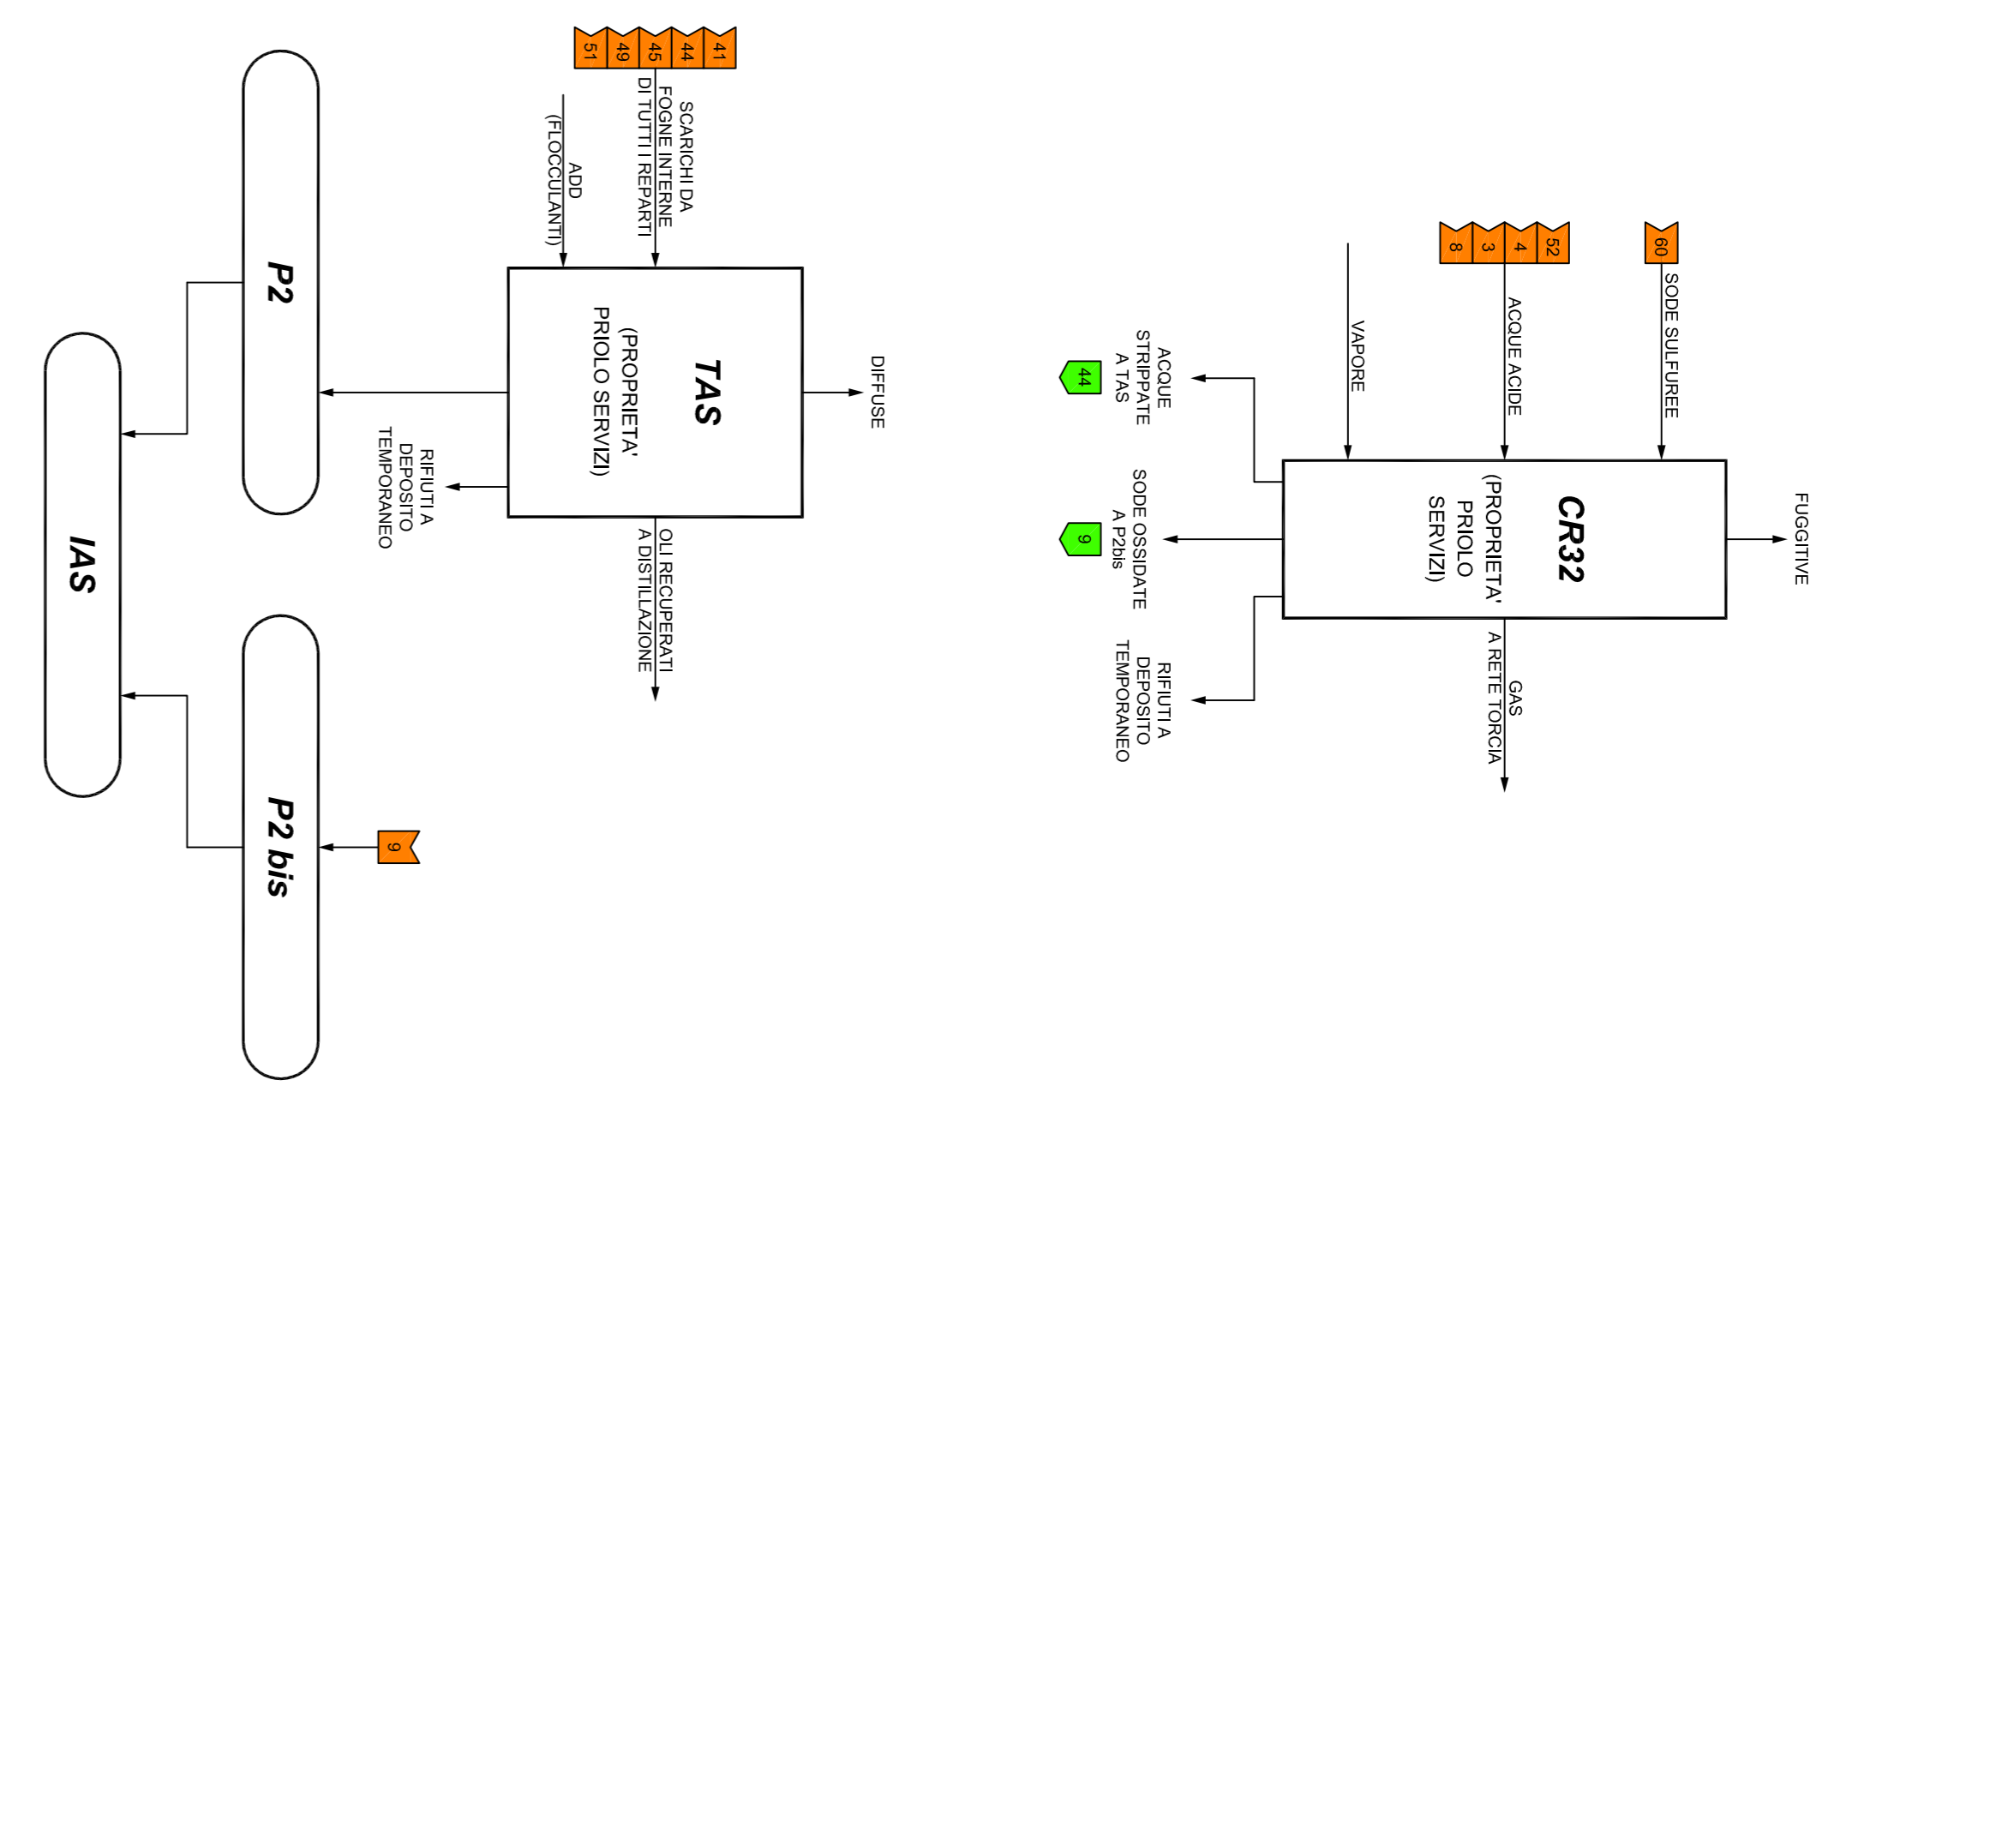 FUGGITIVE
60
SODE SULFUREE
52
4
3
8
ACQUE ACIDE
VAPORE
CR32
(PROPRIETA'
PRIOLO
SERVIZI)
GAS
A RETE TORCIA
ACQUE
STRIPPATE
A TAS
44
SODE OSSIDATE
A P2bis
9
RIFIUTI A
DEPOSITO
TEMPORANEO
DIFFUSE
41
44
45
49
51
SCARICHI DA
FOGNE INTERNE
DI TUTTI I REPARTI
ADD
(FLOCCULANTI)
TAS
(PROPRIETA'
PRIOLO SERVIZI)
OLI RECUPERATI
A DISTILLAZIONE
RIFIUTI A
DEPOSITO
TEMPORANEO
9
P2
P2 bis
IAS